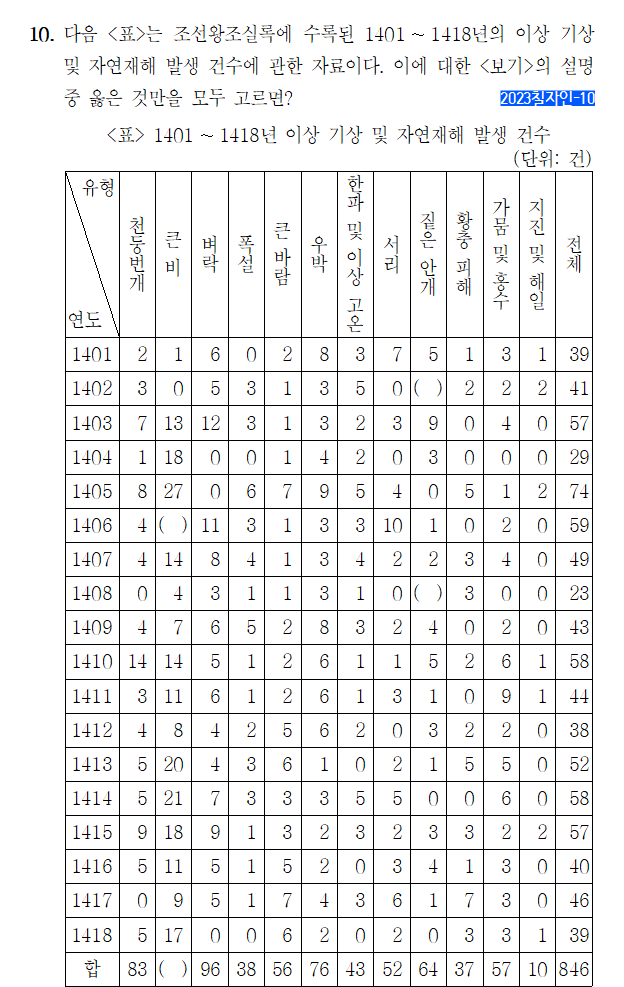 10. 다음 <표>는 조선왕조실록에 수록된 1401 ~ 1418년의 이상 기상
및 자연재해 발생 건수에 관한 자료이다. 이에 대한 <보기>의 설명
중 옳은 것만을 모두 고르면?
2023칠자인-10
<표> 1401 ~ 1418년 이상 기상 및 자연재해 발생 건수
(단위: 건)
유형 연도 천둥번개 큰 비 벼락 폭설 큰 바람 우박 한파 및 이상 고온 서리 짙은 안개 황충 피해 가뭄 및 홍수 지진 및 해일 전체
1401 2 1 6 0 2 8 3 7 5 1 3 1 39
1402 3 0 5 3 1 3 5 0 ( ) 2 2 2 41
1403 7 13 12 3 1 3 2 3 9 0 4 0 57
1404 1 18 0 0 1 4 2 0 3 0 0 0 29
1405 8 27 0 6 7 9 5 4 0 5 1 2 74
1406 4 ( ) 11 3 1 3 3 10 1 0 2 0 59
1407 4 14 8 4 1 3 4 2 2 3 4 0 49
1408 0 4 3 1 1 3 1 0 ( ) 3 0 0 23
1409 4 7 6 5 2 8 3 2 4 0 2 0 43
1410 14 14 5 1 2 6 1 1 5 2 6 1 58
1411 3 11 6 1 2 6 1 3 1 0 9 1 44
1412 4 8 4 2 5 6 2 0 3 2 2 0 38
1413 5 20 4 3 6 1 0 2 1 5 5 0 52
1414 5 21 7 3 3 3 5 5 0 0 6 0 58
1415 9 18 9 1 3 2 3 2 3 3 2 2 57
1416 5 11 5 1 5 2 0 3 4 1 3 0 40
1417 0 9 5 1 7 4 3 6 1 7 3 0 46
1418 5 17 0 0 6 2 0 2 0 3 3 1 39
합 83 ( ) 96 38 56 76 43 52 64 37 57 10 846